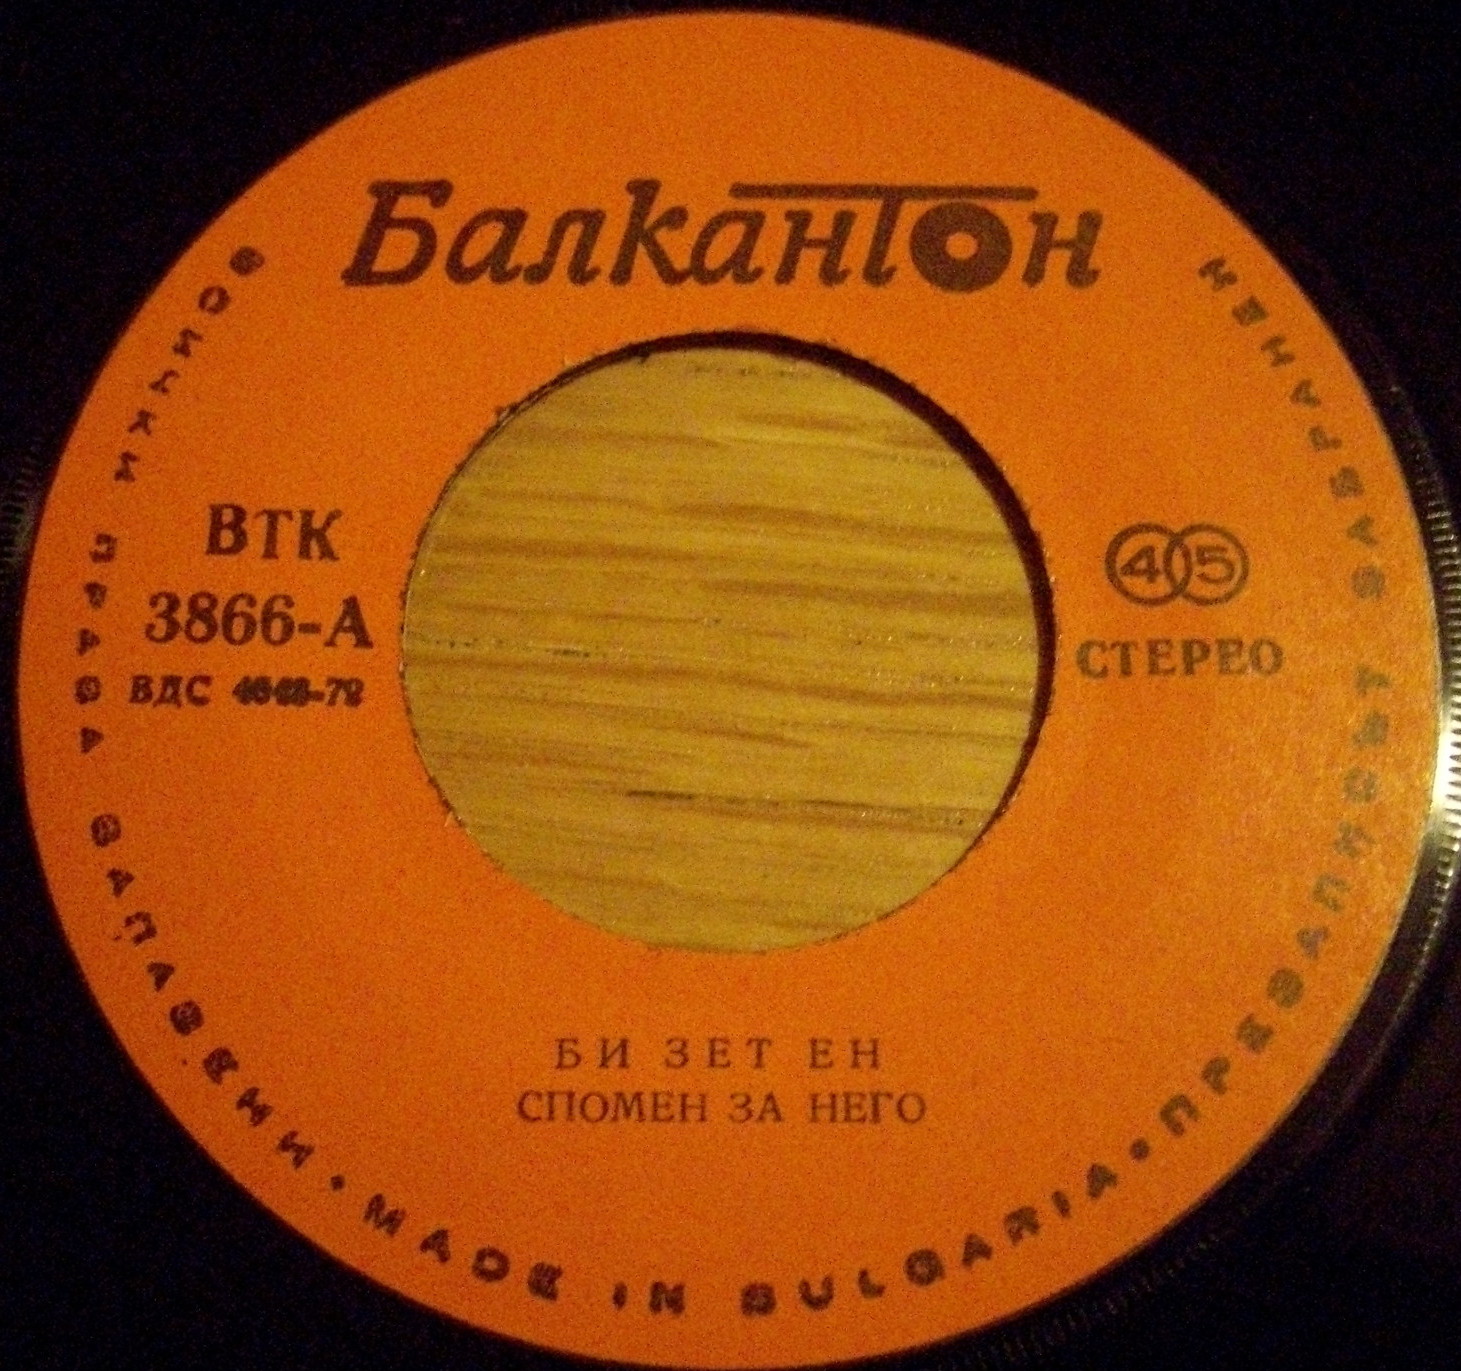 Балкантон
ВТК
3866-А
ВДС
45
СТЕРЕО
БИ ЗЕТ ЕН
СПОМЕН ЗА НЕГО
ВСИЧКИ ПРАВА ЗАПАЗЕНИ • MADE IN BULGARIA • ПРЕЗАПИСЪТ ЗАБРАНЕН